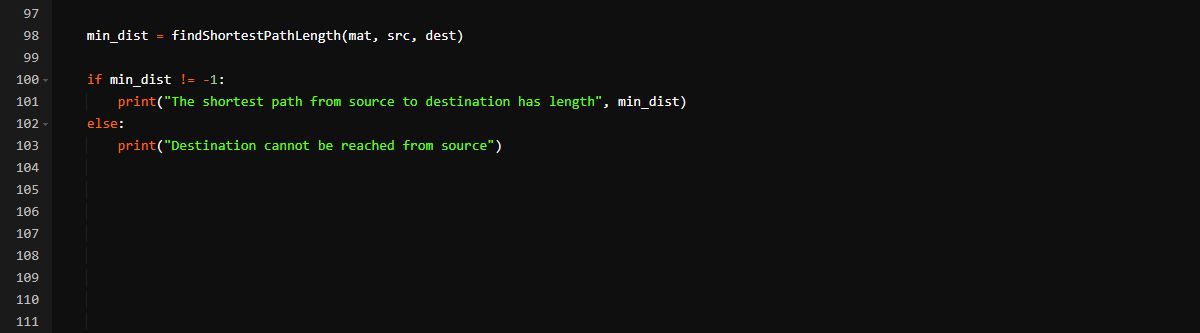 97
98 min_dist = findShortestPathLength(mat, src, dest)
99
100 if min_dist != -1:
101 print("The shortest path from source to destination has length", min_dist)
102 else:
103 print("Destination cannot be reached from source")
104
105
106
107
108
109
110
111